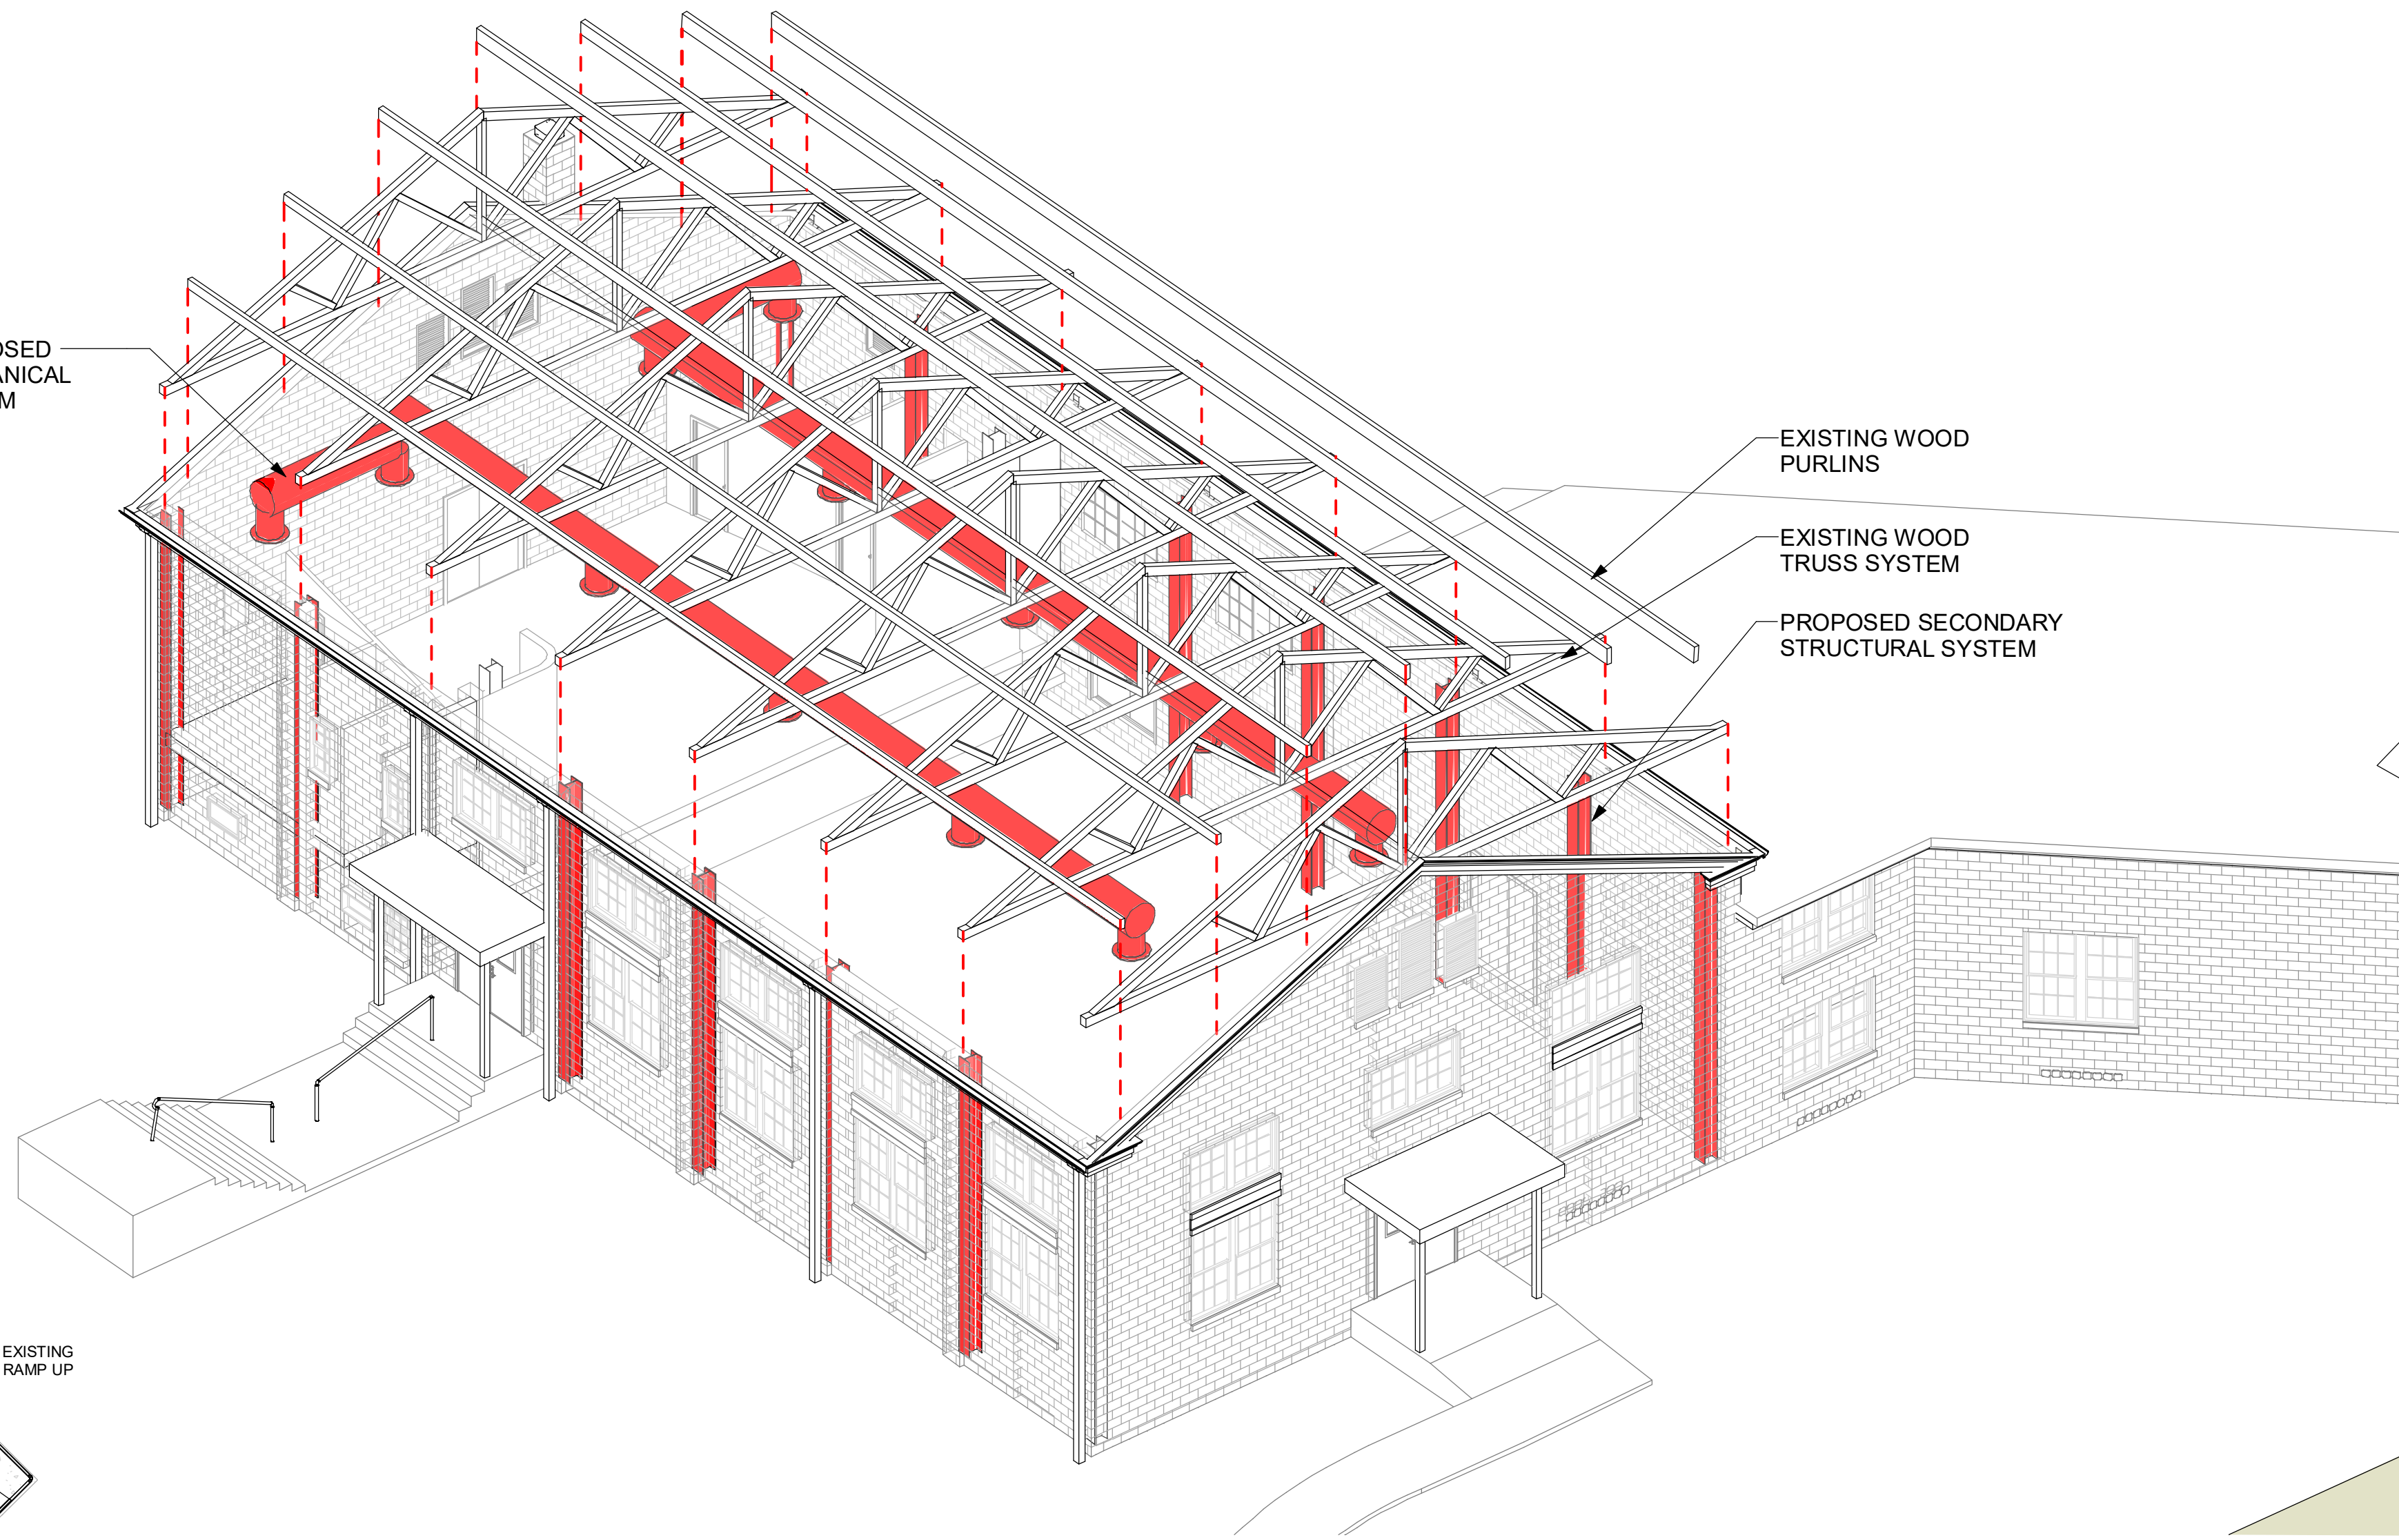 OSED
ANICAL
M
EXISTING WOOD
PURLINS
EXISTING WOOD
TRUSS SYSTEM
PROPOSED SECONDARY
STRUCTURAL SYSTEM
EXISTING
RAMP UP